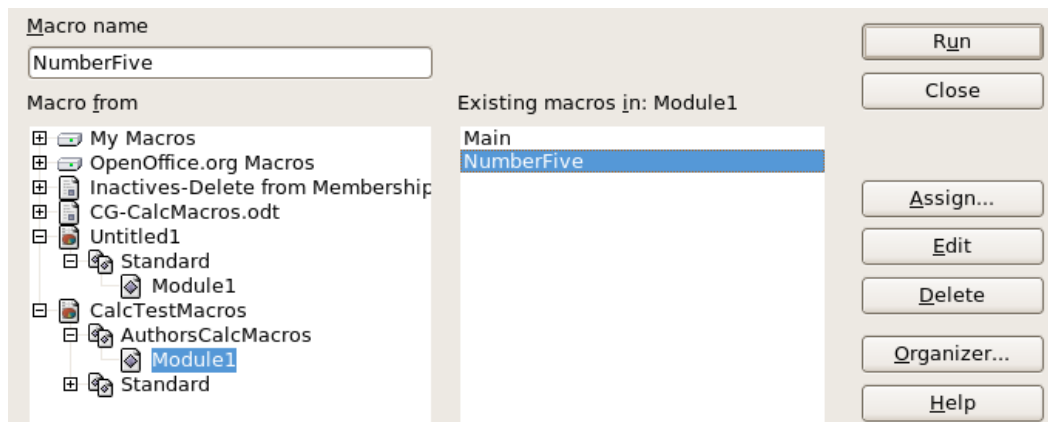 Macro name
NumberFive
Macro from
My Macros
OpenOffice.org Macros
Inactives-Delete from Membership
CG-CalcMacros.odt
Untitled1
Standard
Module1
CalcTestMacros
AuthorsCalcMacros
Module1
Standard
Existing macros in: Module1
Main
NumberFive
Run
Close
Assign...
Edit
Delete
Organizer...
Help